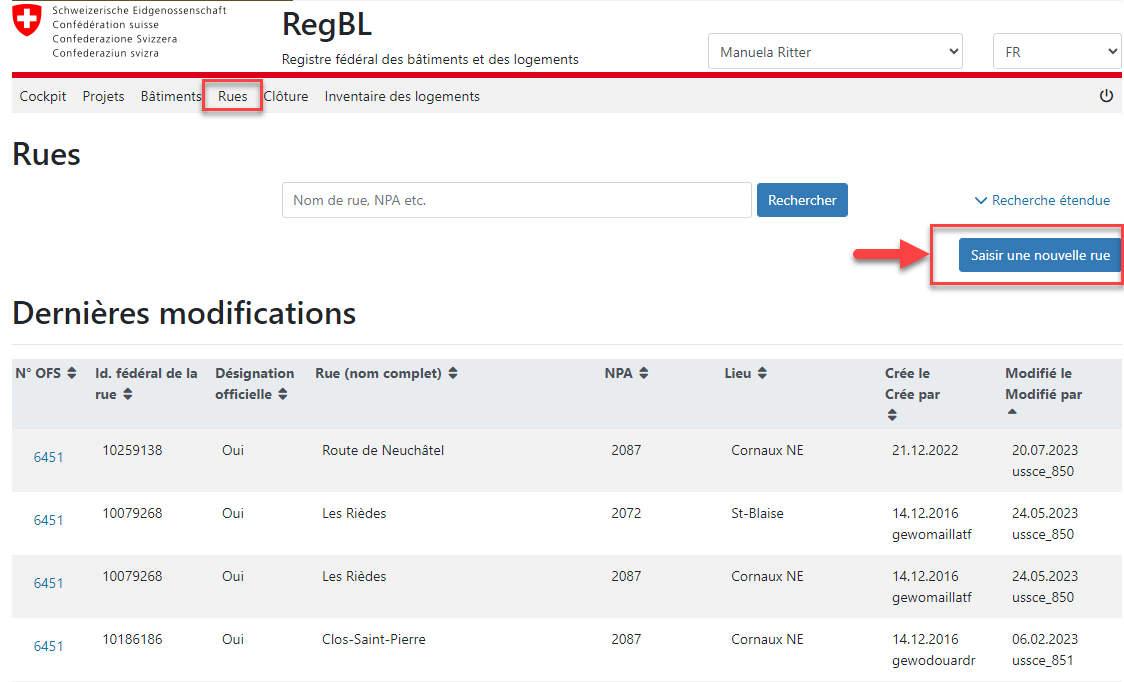 Schweizerische Eidgenossenschaft
Confédération suisse
Confederazione Svizzera
Confederaziun svizra
RegBL
Registre fédéral des bâtiments et des logements
Manuela Ritter
FR
Cockpit Projets Bâtiments Rues Clôture Inventaire des logements
Rues
Nom de rue, NPA etc.
Rechercher
Recherche étendue
Saisir une nouvelle rue
Dernières modifications
N° OFS Id. fédéral de la rue Désignation officielle Rue (nom complet) NPA Lieu Crée le Crée par Modifié le Modifié par
6451 10259138 Oui Route de Neuchâtel 2087 Cornaux NE 21.12.2022 20.07.2023
ussce_850
6451 10079268 Oui Les Rièdes 2072 St-Blaise 14.12.2016 24.05.2023
gewomaillatf ussce_850
6451 10079268 Oui Les Rièdes 2087 Cornaux NE 14.12.2016 24.05.2023
gewomaillatf ussce_850
6451 10186186 Oui Clos-Saint-Pierre 2087 Cornaux NE 14.12.2016 06.02.2023
gewodouardr ussce_851